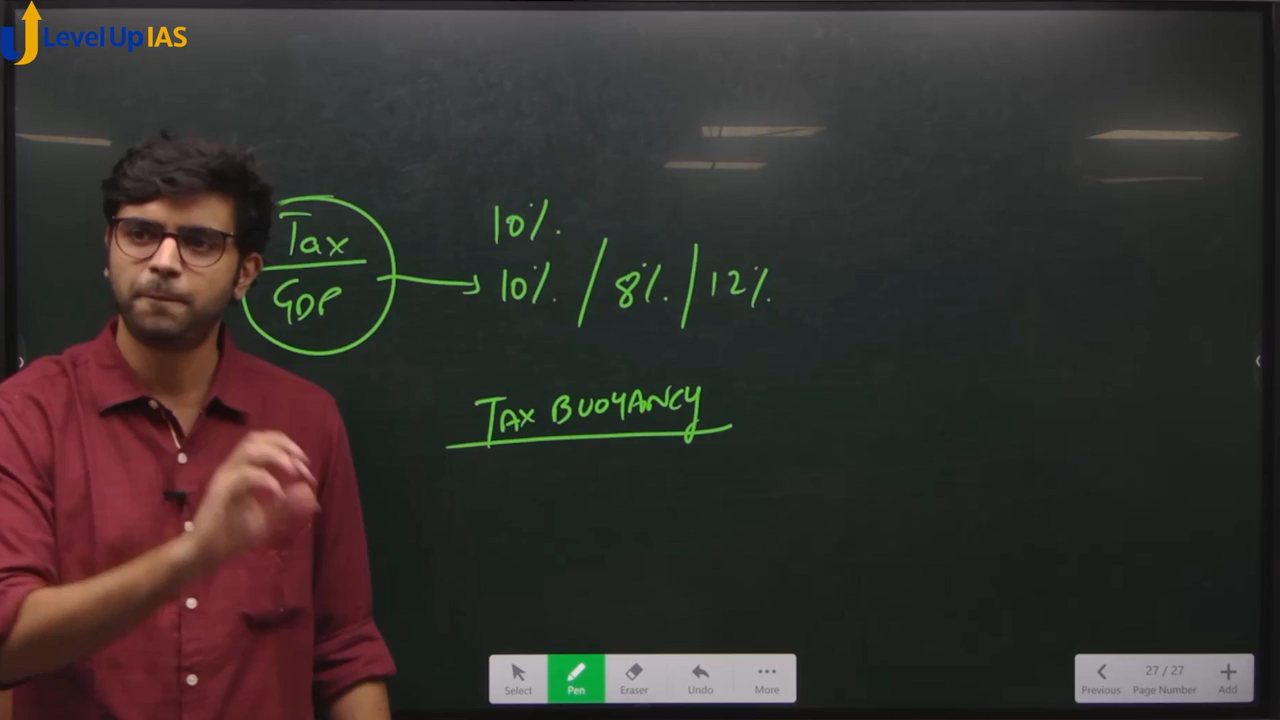 Level Up IAS
Tax
GDP
10%.
10%. / 8%. / 12%.
TAX BUOYANCY
Select
Pen
Eraser
Undo
More
Previous
27 / 27
Page Number
Add